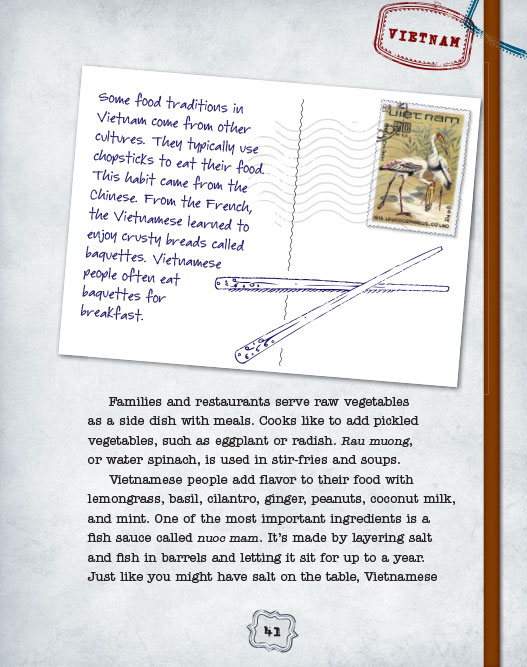 VIETNAM
Some food traditions in
Vietnam come from other
cultures. They typically use
chopsticks to eat their food.
This habit came from the
Chinese. From the French,
the Vietnamese learned to
enjoy crusty breads called
baquettes. Vietnamese
people often eat
baquettes for
breakfast.
Việt nam
Families and restaurants serve raw vegetables
as a side dish with meals. Cooks like to add pickled
vegetables, such as eggplant or radish. Rau muong,
or water spinach, is used in stir-fries and soups.
Vietnamese people add flavor to their food with
lemongrass, basil, cilantro, ginger, peanuts, coconut milk,
and mint. One of the most important ingredients is a
fish sauce called nuoc mam. It's made by layering salt
and fish in barrels and letting it sit for up to a year.
Just like you might have salt on the table, Vietnamese
41